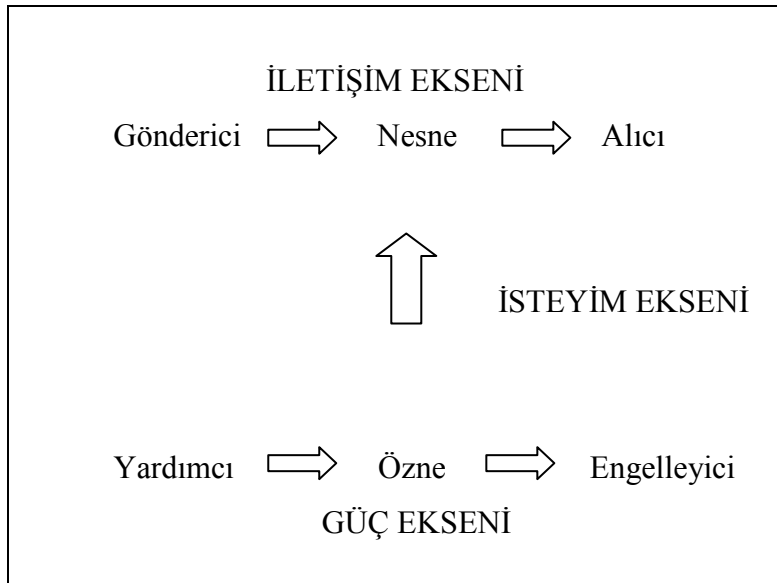 İLETİŞİM EKSENİ
Gönderici Nesne Alıcı
İSTEYİM EKSENİ
Yardımcı Özne Engelleyici
GÜÇ EKSENİ